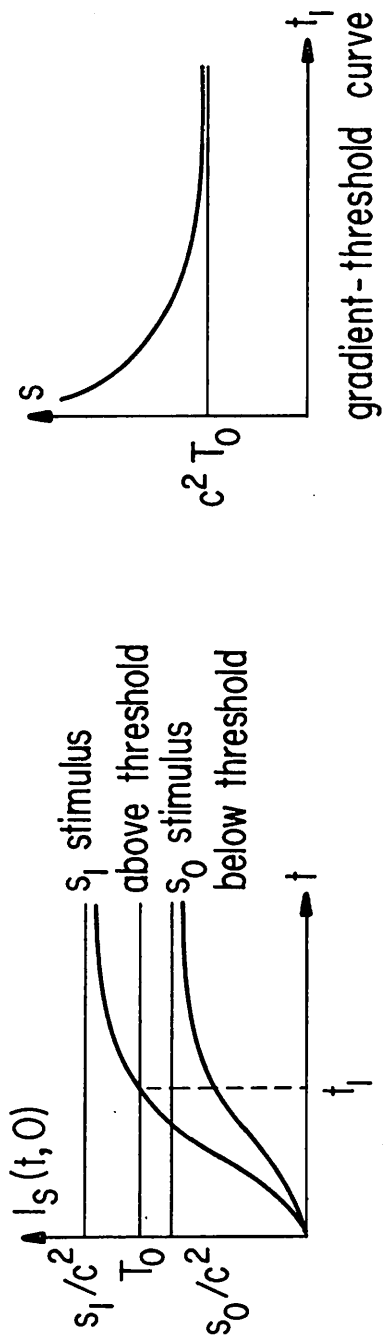 I_S(t,0)
s_1/c^2
T_0
s_0/c^2
s_1 stimulus
above threshold
s_0 stimulus
below threshold
t
t_1
s
c^2 T_0
t_1
gradient-threshold curve